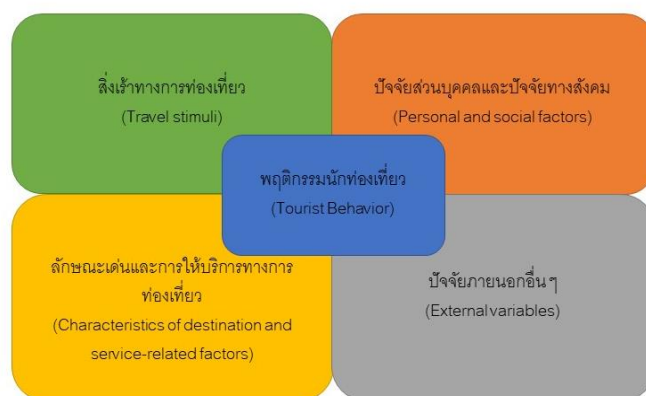 สิ่งเร้าทางการท่องเที่ยว
(Travel stimuli)
ปัจจัยส่วนบุคคลและปัจจัยทางสังคม
(Personal and social factors)
พฤติกรรมนักท่องเที่ยว
(Tourist Behavior)
ลักษณะเด่นและการให้บริการทางการ
ท่องเที่ยว
(Characteristics of destination and
service-related factors)
ปัจจัยภายนอกอื่น ๆ
(External variables)